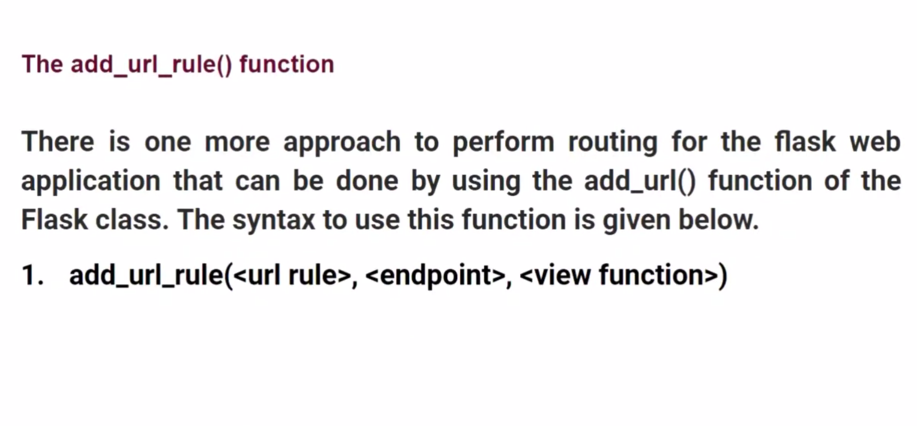 The add_url_rule() function
There is one more approach to perform routing for the flask web
application that can be done by using the add_url() function of the
Flask class. The syntax to use this function is given below.
1. add_url_rule(<url rule>, <endpoint>, <view function>)